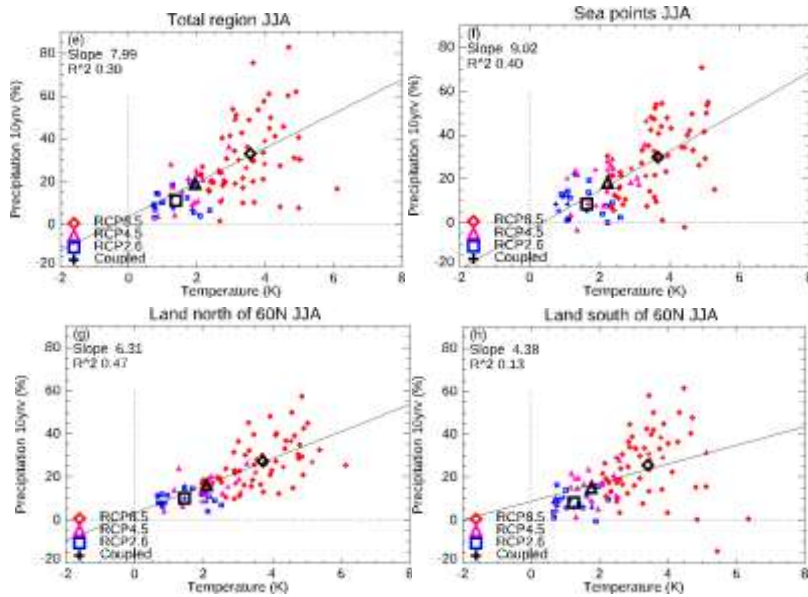 Total region JJA
(e)
Slope 7.99
R^2 0.30
Precipitation 10yrv (%)
80
60
40
20
0
-20
RCP8.5
RCP4.5
RCP2.6
Coupled
-2 0 2 4 6 8
Temperature (K)
Sea points JJA
(f)
Slope 9.02
R^2 0.40
Precipitation 10yrv (%)
80
60
40
20
0
-20
RCP8.5
RCP4.5
RCP2.6
Coupled
-2 0 2 4 6 8
Temperature (K)
Land north of 60N JJA
(g)
Slope 6.31
R^2 0.47
Precipitation 10yrv (%)
80
60
40
20
0
-20
RCP8.5
RCP4.5
RCP2.6
Coupled
-2 0 2 4 6 8
Temperature (K)
Land south of 60N JJA
(h)
Slope 4.38
R^2 0.13
Precipitation 10yrv (%)
80
60
40
20
0
-20
RCP8.5
RCP4.5
RCP2.6
Coupled
-2 0 2 4 6 8
Temperature (K)